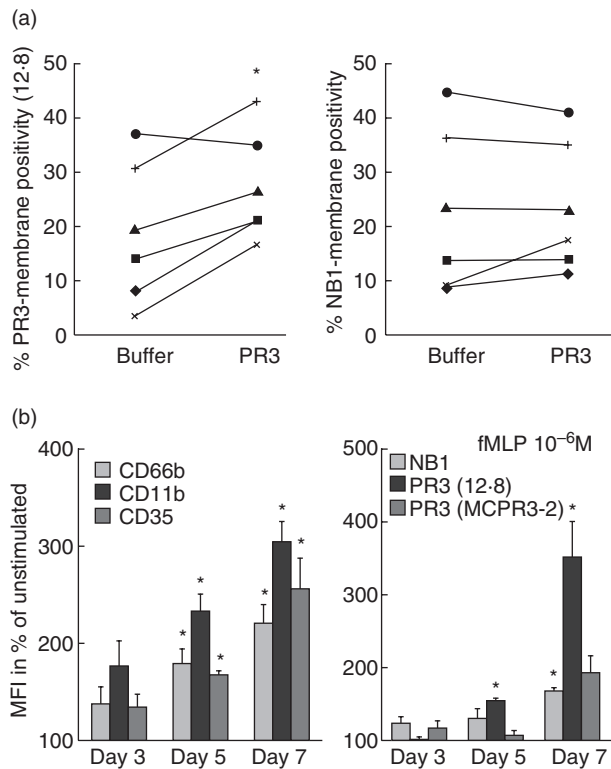 (a)
% PR3-membrane positivity (12·8)
50
*
40
30
20
10
0
Buffer PR3
% NB1-membrane positivity
50
40
30
20
10
0
Buffer PR3
(b)
MFI in % of unstimulated
400
300
200
100
CD66b
CD11b
CD35
* * * * * *
Day 3 Day 5 Day 7
500
400
300
200
100
fMLP 10⁻⁶M
NB1
PR3 (12·8)
PR3 (MCPR3-2)
* * *
Day 3 Day 5 Day 7